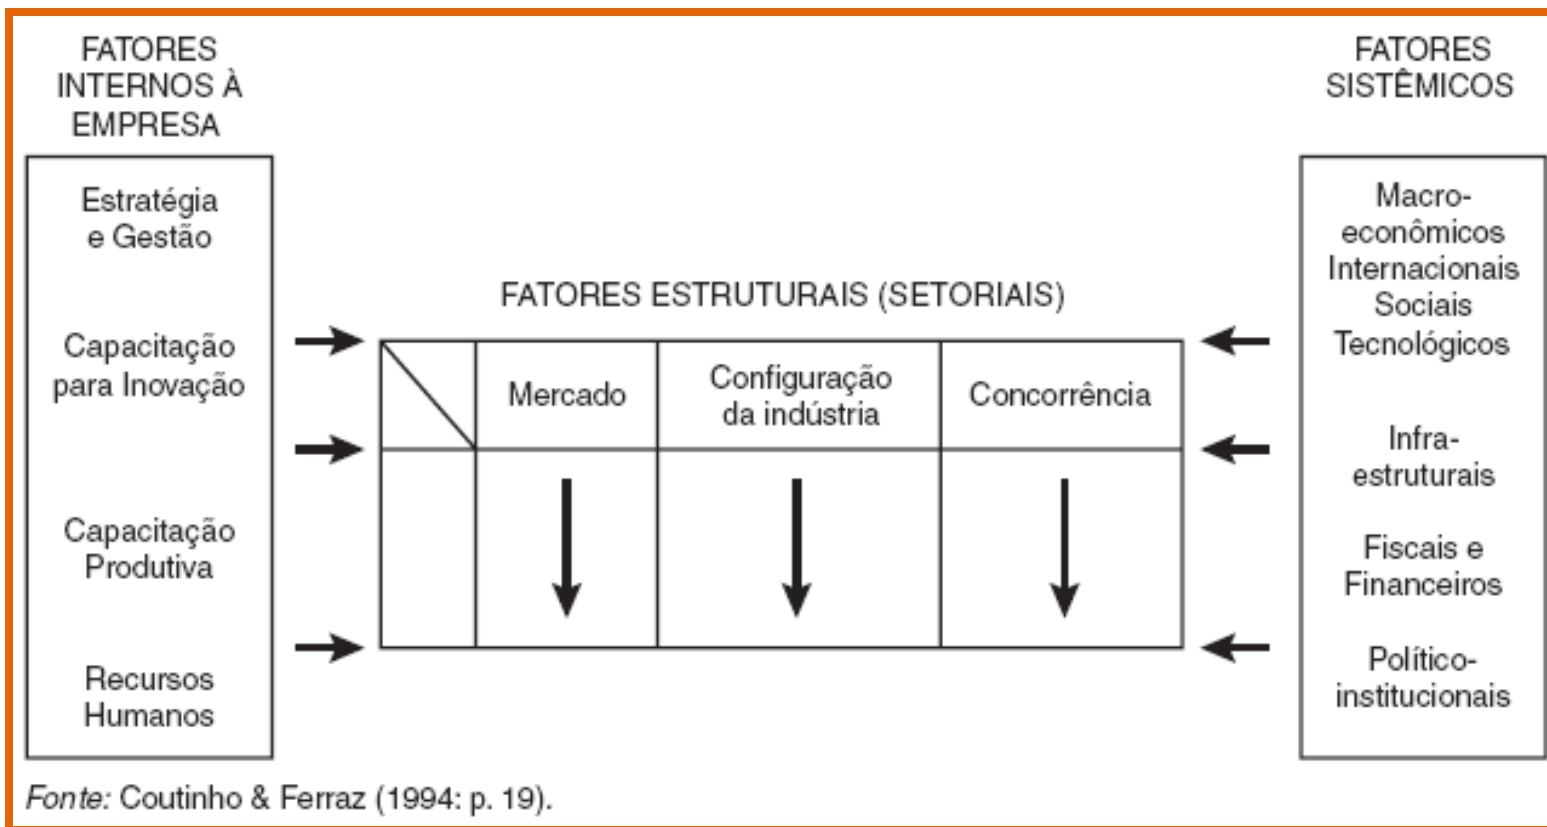 FATORES
INTERNOS À
EMPRESA
Estratégia
e Gestão
Capacitação
para Inovação
Capacitação
Produtiva
Recursos
Humanos
FATORES ESTRUTURAIS (SETORIAIS)
Mercado
Configuração
da indústria
Concorrência
FATORES
SISTÊMICOS
Macro-
econômicos
Internacionais
Sociais
Tecnológicos
Infra-
estruturais
Fiscais e
Financeiros
Político-
institucionais
Fonte: Coutinho & Ferraz (1994: p. 19).